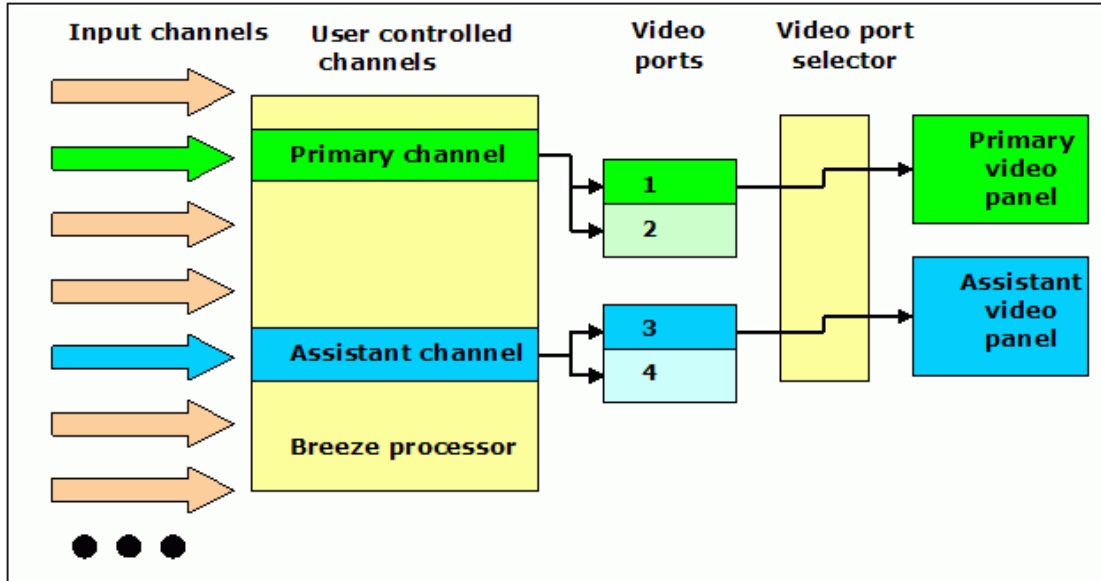 Input channels
User controlled
channels
Video
ports
Video port
selector
Primary channel
1
2
Primary
video
panel
Assistant channel
3
4
Assistant
video
panel
Breeze processor